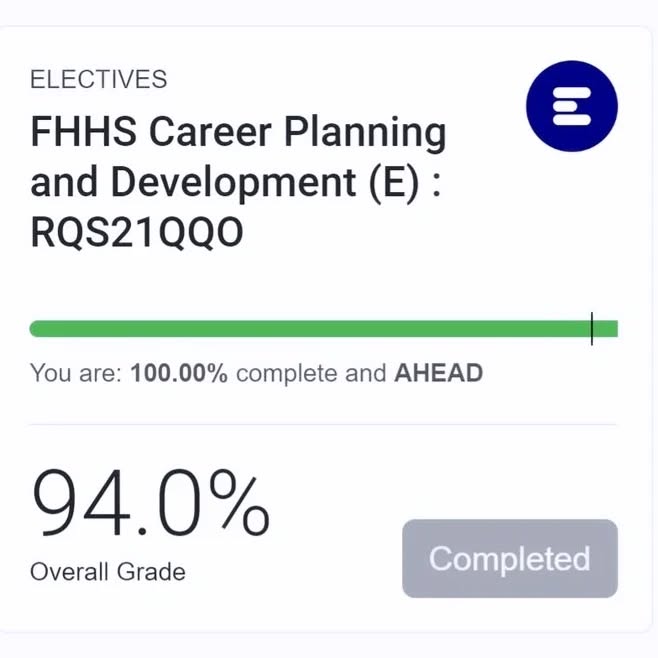 ELECTIVES
FHHS Career Planning
and Development (E) :
RQS21QQO
You are: 100.00% complete and AHEAD
94.0%
Overall Grade
Completed